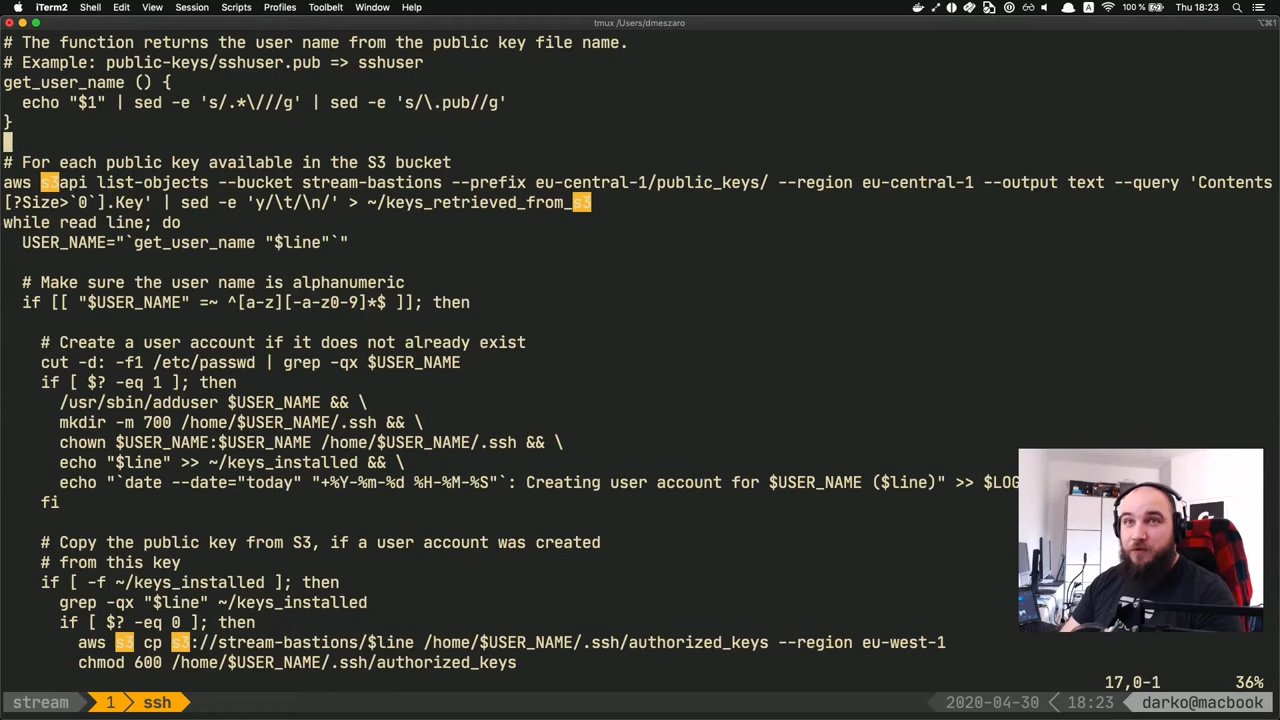 iTerm2 Shell Edit View Session Scripts Profiles Toolbelt Window Help 100 % Thu 18:23
tmux /Users/dmeszaro
⌥⌘1
# The function returns the user name from the public key file name.
# Example: public-keys/sshuser.pub => sshuser
get_user_name () {
  echo "$1" | sed -e 's/.*\///g' | sed -e 's/\.pub//g'
}
# For each public key available in the S3 bucket
aws s3api list-objects --bucket stream-bastions --prefix eu-central-1/public_keys/ --region eu-central-1 --output text --query 'Contents
[?Size>`0`].Key' | sed -e 'y/\t/\n/' > ~/keys_retrieved_from_s3
while read line; do
  USER_NAME="`get_user_name "$line"`"
  # Make sure the user name is alphanumeric
  if [[ "$USER_NAME" =~ ^[a-z][-a-z0-9]*$ ]]; then
    # Create a user account if it does not already exist
    cut -d: -f1 /etc/passwd | grep -qx $USER_NAME
    if [ $? -eq 1 ]; then
      /usr/sbin/adduser $USER_NAME && \
      mkdir -m 700 /home/$USER_NAME/.ssh && \
      chown $USER_NAME:$USER_NAME /home/$USER_NAME/.ssh && \
      echo "$line" >> ~/keys_installed && \
      echo "`date --date="today" "+%Y-%m-%d %H-%M-%S"`: Creating user account for $USER_NAME ($line)" >> $LOG
    fi
    # Copy the public key from S3, if a user account was created
    # from this key
    if [ -f ~/keys_installed ]; then
      grep -qx "$line" ~/keys_installed
      if [ $? -eq 0 ]; then
        aws s3 cp s3://stream-bastions/$line /home/$USER_NAME/.ssh/authorized_keys --region eu-west-1
        chmod 600 /home/$USER_NAME/.ssh/authorized_keys
17,0-1 36%
stream 1 ssh 2020-04-30 18:23 darko@macbook